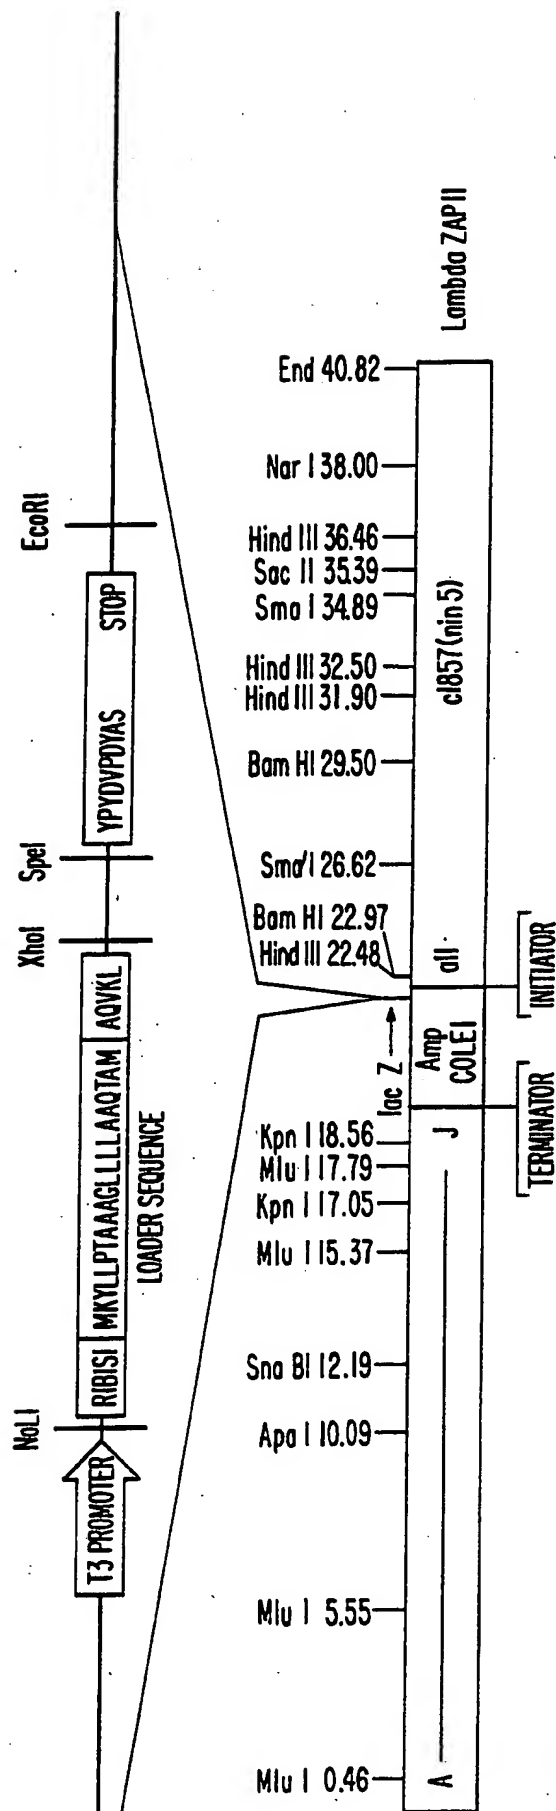 NoLI
XhoI
SpeI
EcoRI
T3 PROMOTER
RIBISI
MKYLLPTAAAGLLLLAAQTAM
AQVKL
YPYDVPDYAS
STOP
LOADER SEQUENCE
Mlu I 0.46
Mlu I 5.55
Apa I 10.09
Sna BI 12.19
Mlu I 15.37
Kpn I 17.05
Mlu I 17.79
Kpn I 18.56
lac Z
Hind III 22.48
Bam HI 22.97
Sma I 26.62
Bam HI 29.50
Hind III 31.90
Hind III 32.50
Sma I 34.89
Sac II 35.39
Hind III 36.46
Nar I 38.00
End 40.82
A
J
Amp
COLEI
all
cI857(nin 5)
Lambda ZAPII
TERMINATOR
INITIATOR